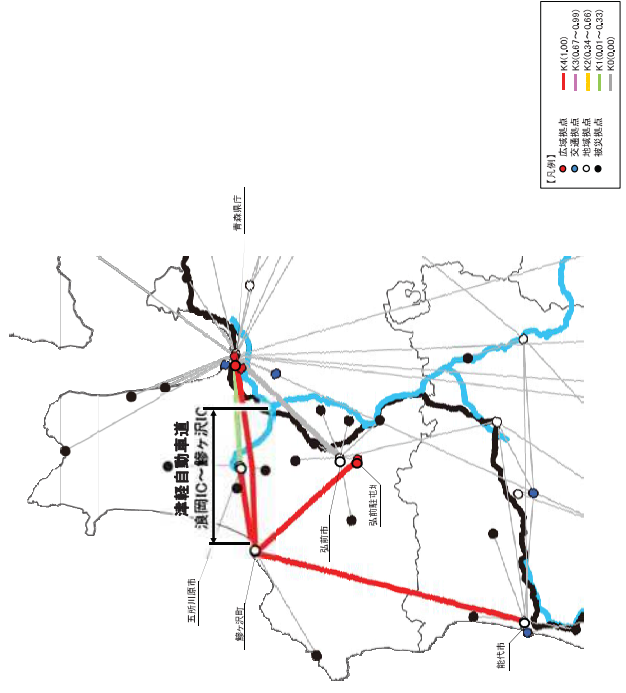 【凡例】
広域拠点
交通拠点
地域拠点
被災拠点
K4(1.00)
K3(0.67～0.99)
K2(0.34～0.66)
K1(0.01～0.33)
K0(0.00)
青森県庁
津軽自動車道
浪岡IC～鰺ヶ沢IC
五所川原市
鰺ヶ沢町
弘前市
弘前駐屯地
能代市